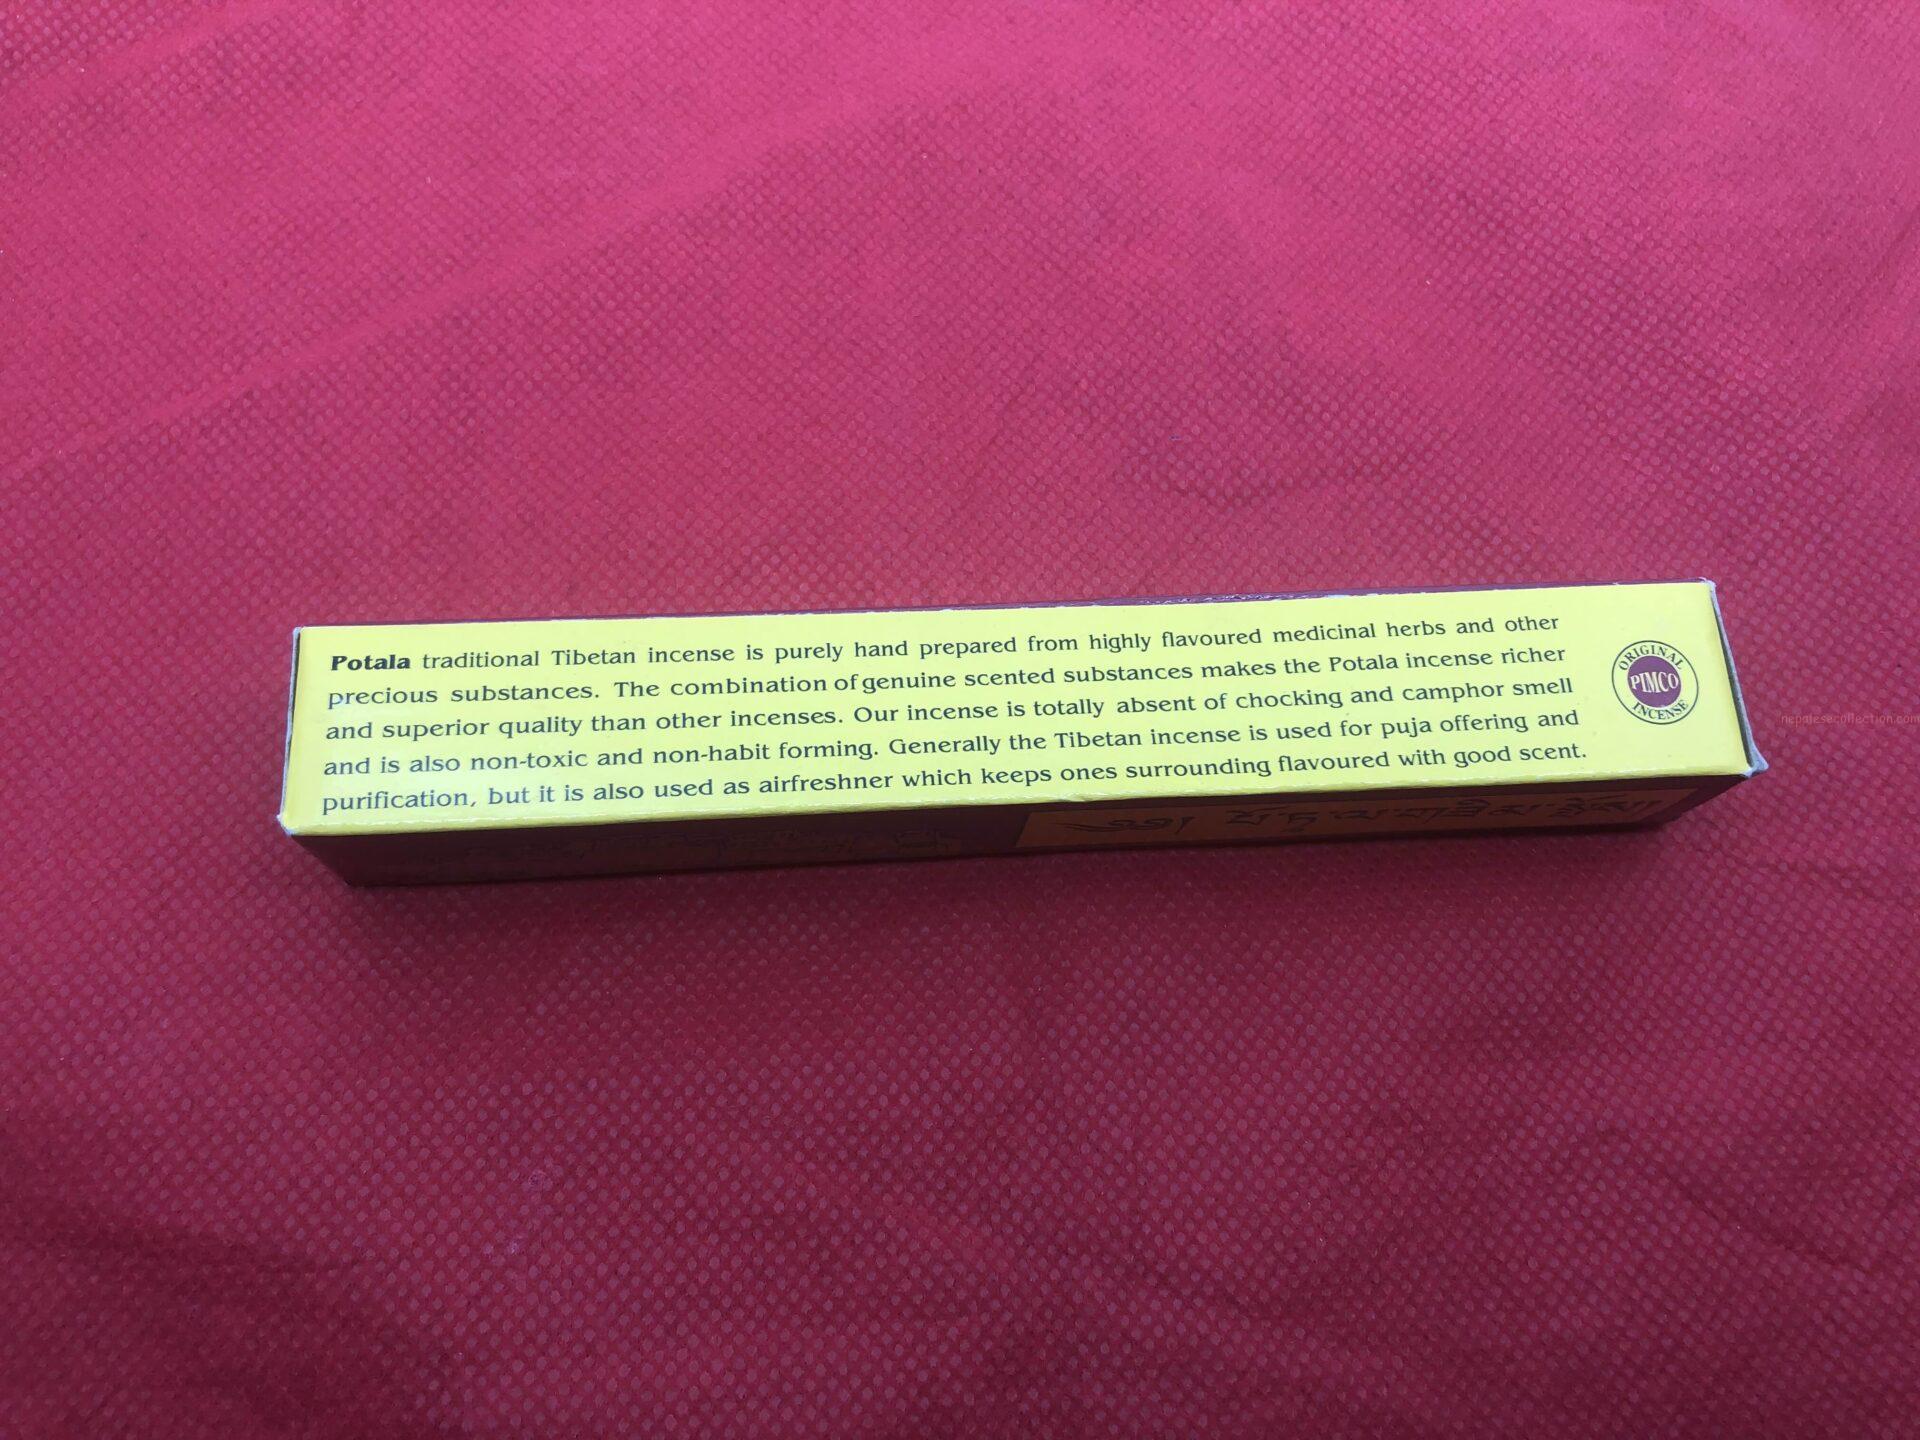 Potala traditional Tibetan incense is purely hand prepared from highly flavoured medicinal herbs and other
precious substances. The combination of genuine scented substances makes the Potala incense richer
and superior quality than other incenses. Our incense is totally absent of chocking and camphor smell
and is also non-toxic and non-habit forming. Generally the Tibetan incense is used for puja offering and
purification, but it is also used as airfreshner which keeps ones surrounding flavoured with good scent.
ORIGINAL
PIMCO
INCENSE
nepalesecollection.com